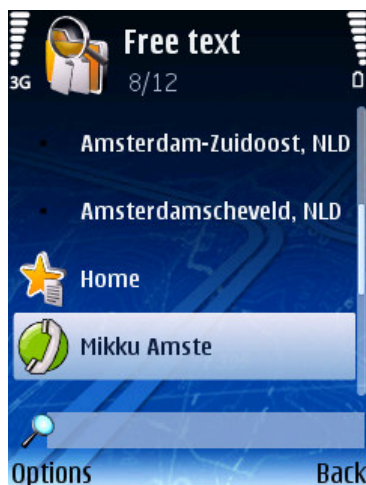 Free text
3G
8/12
Amsterdam-Zuidoost, NLD
Amsterdamscheveld, NLD
Home
Mikku Amste
Options Back